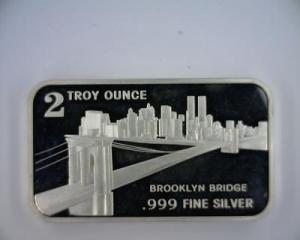 2 TROY OUNCE
BROOKLYN BRIDGE
.999 FINE SILVER